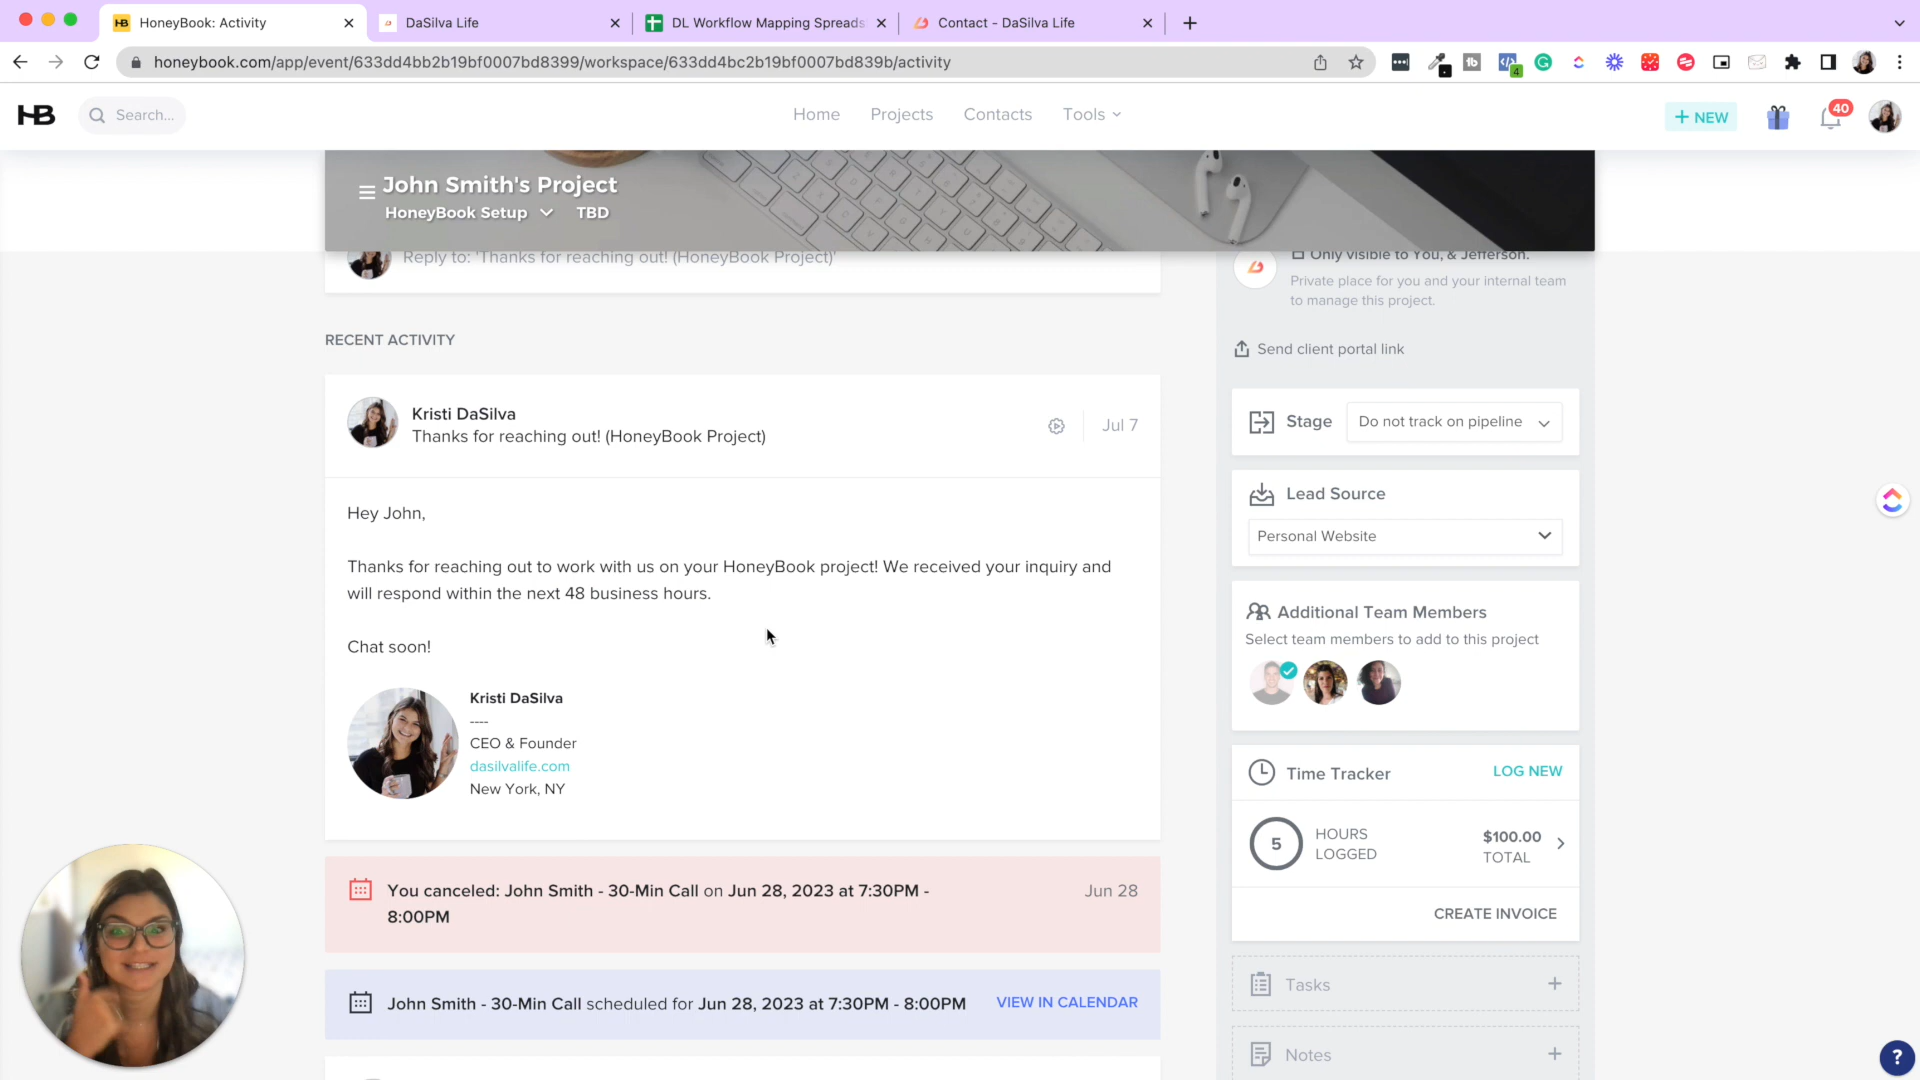 HoneyBook: Activity
DaSilva Life
DL Workflow Mapping Spreads
Contact - DaSilva Life
honeybook.com/app/event/633dd4bb2b19bf0007bd8399/workspace/633dd4bc2b19bf0007bd839b/activity
HB
Search...
Home
Projects
Contacts
Tools
+ NEW
40
John Smith's Project
HoneyBook Setup
TBD
Reply to: 'Thanks for reaching out! (HoneyBook Project)'
RECENT ACTIVITY
Kristi DaSilva
Thanks for reaching out! (HoneyBook Project)
Jul 7
Hey John,
Thanks for reaching out to work with us on your HoneyBook project! We received your inquiry and
will respond within the next 48 business hours.
Chat soon!
Kristi DaSilva
----
CEO & Founder
dasilvalife.com
New York, NY
You canceled: John Smith - 30-Min Call on Jun 28, 2023 at 7:30PM -
8:00PM
Jun 28
John Smith - 30-Min Call scheduled for Jun 28, 2023 at 7:30PM - 8:00PM
VIEW IN CALENDAR
Only visible to You, & Jefferson.
Private place for you and your internal team
to manage this project.
Send client portal link
Stage
Do not track on pipeline
Lead Source
Personal Website
Additional Team Members
Select team members to add to this project
Time Tracker
LOG NEW
5
HOURS
LOGGED
$100.00
TOTAL
CREATE INVOICE
Tasks
+
Notes
+
?